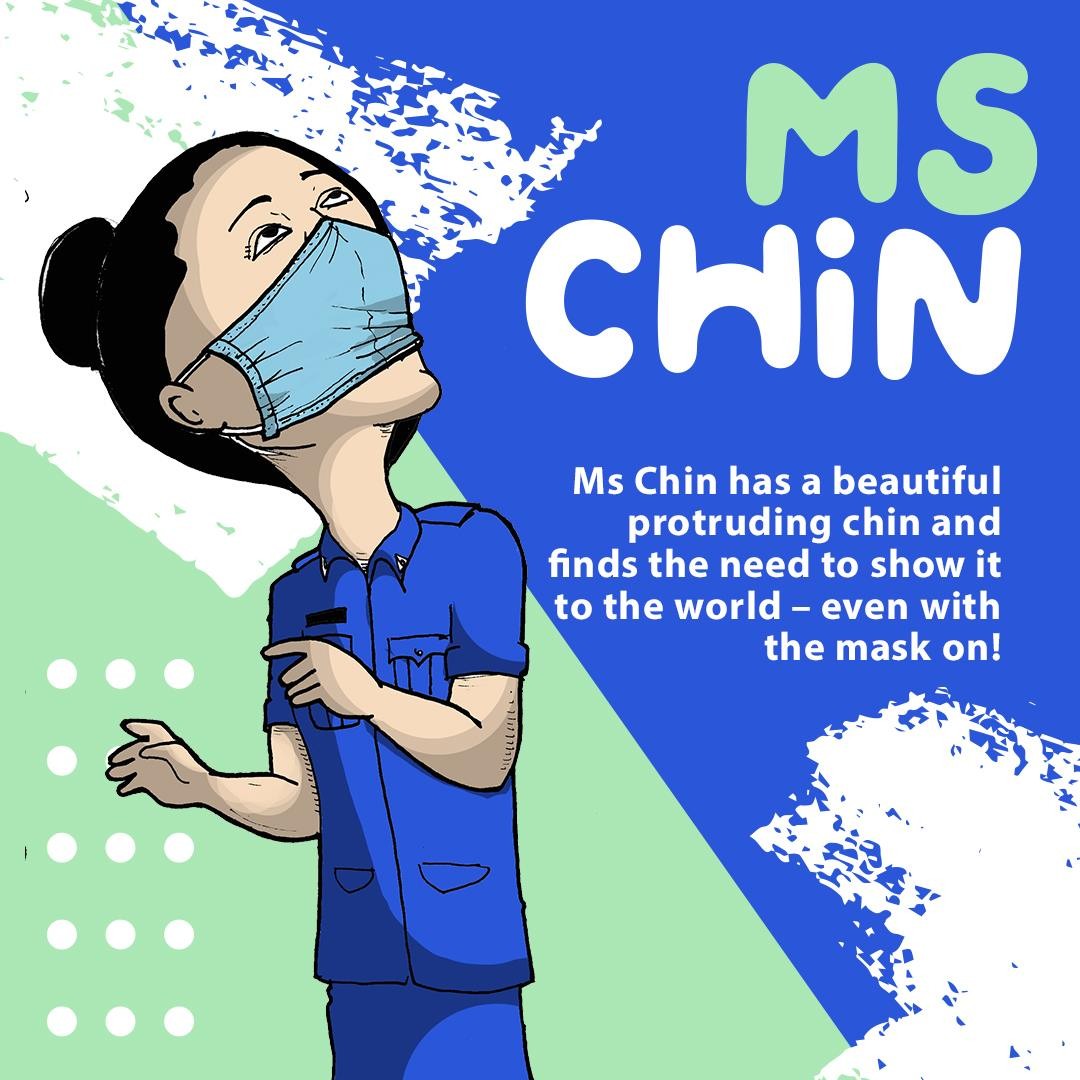 MS
CHiN
Ms Chin has a beautiful
protruding chin and
finds the need to show it
to the world – even with
the mask on!